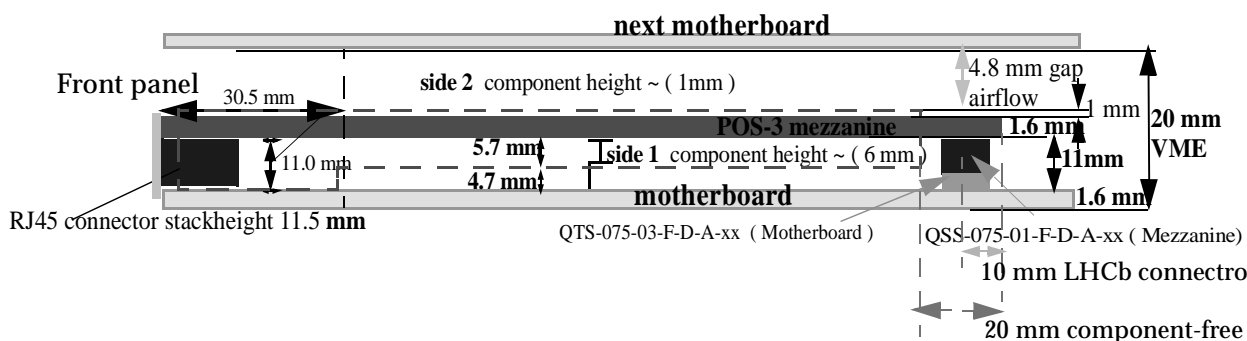 next motherboard
Front panel
side 2 component height ~ ( 1mm )
4.8 mm gap
airflow
30.5 mm
1 mm
POS-3 mezzanine
1.6 mm
20 mm
VME
5.7 mm
side 1 component height ~ ( 6 mm )
11.0 mm
11mm
4.7 mm
motherboard
1.6 mm
RJ45 connector stackheight 11.5 mm
QTS-075-03-F-D-A-xx ( Motherboard )
QSS-075-01-F-D-A-xx ( Mezzanine)
10 mm LHCb connectro
20 mm component-free